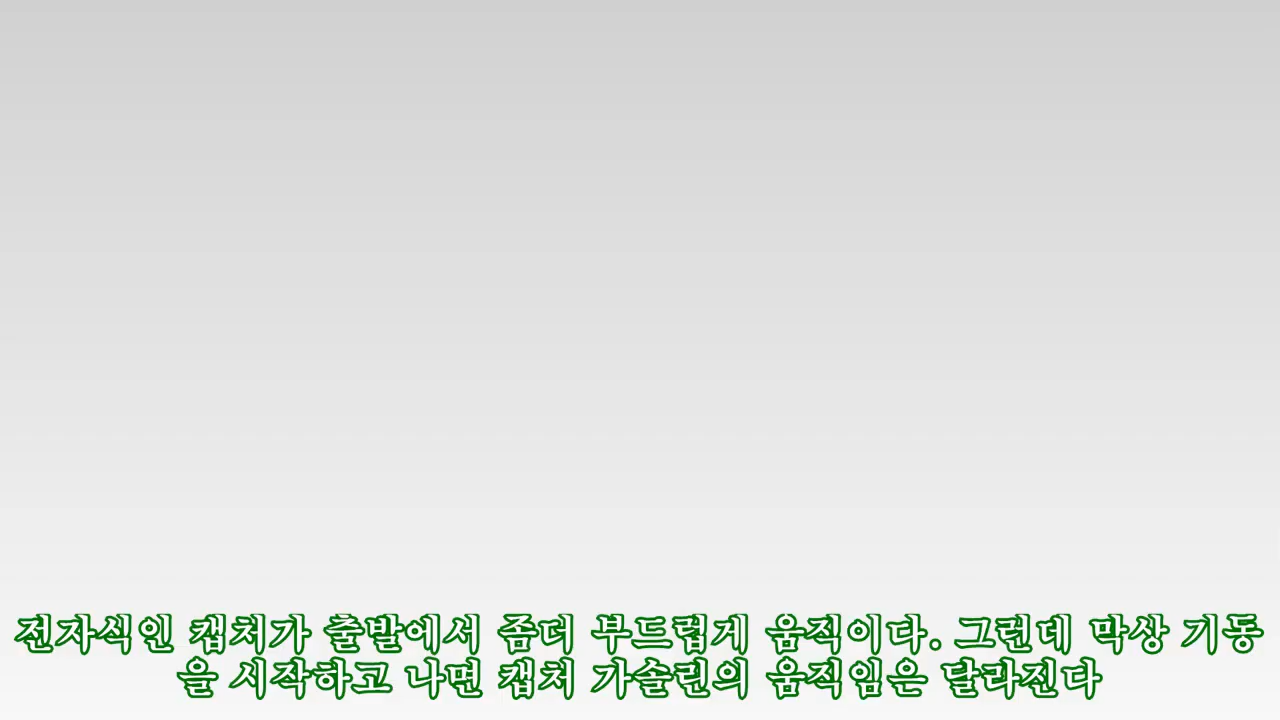 전자식인 캡처가 출발에서 좀더 부드럽게 움직이다. 그런데 막상 기동
을 시작하고 나면 캡처 가솔린의 움직임은 달라진다